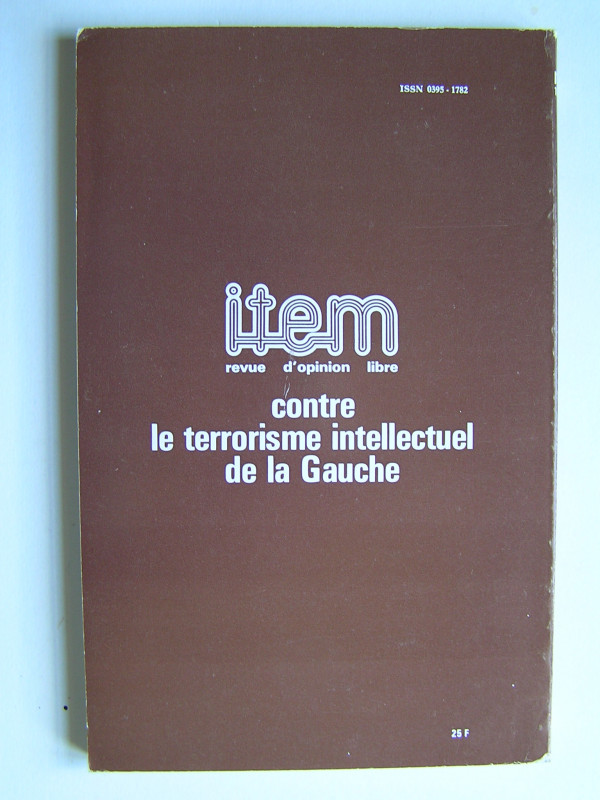 ISSN 0395 - 1782
item
revue d'opinion libre
contre
le terrorisme intellectuel
de la Gauche
25 F